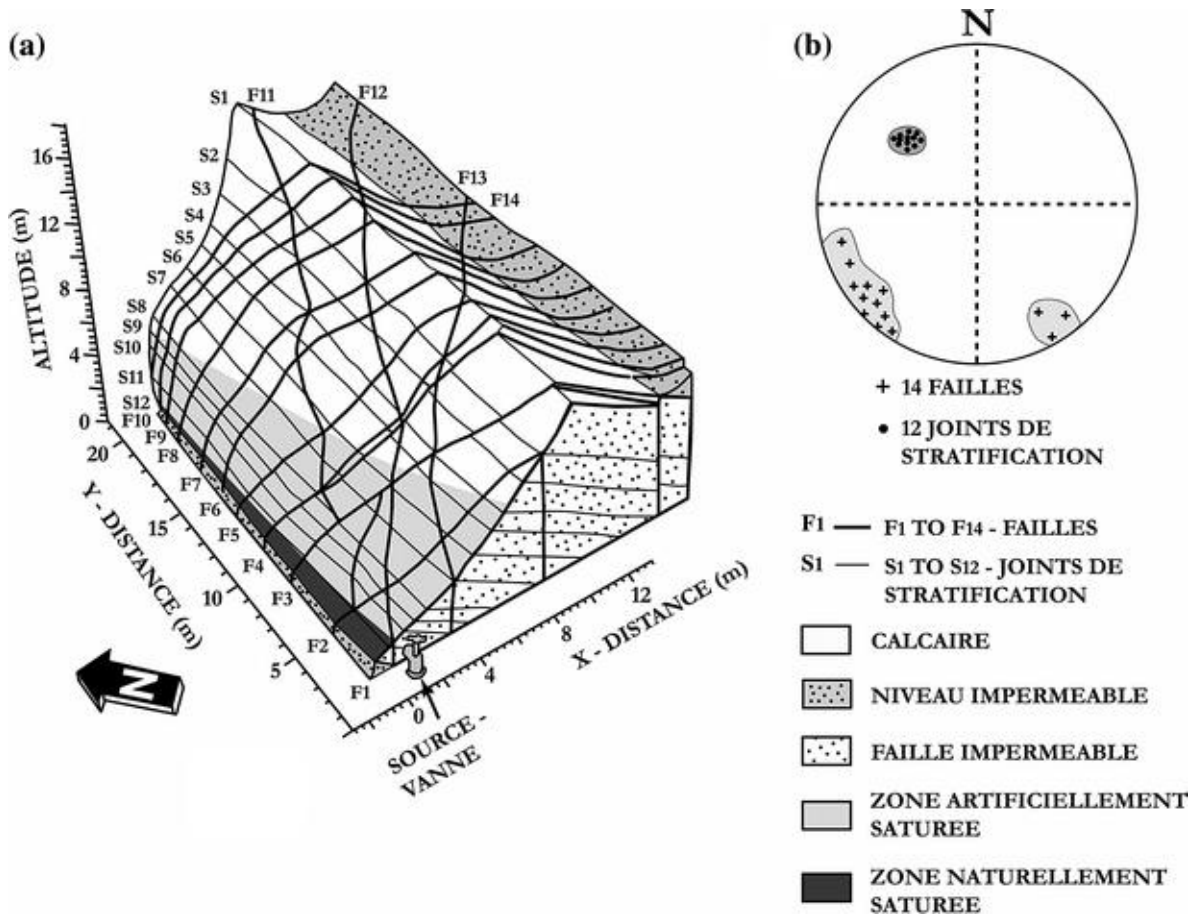 (a)
S1 F11 F12
S2
S3
S4
S5
S6
S7
S8
S9
S10
S11
S12
F13
F14
F10
F9
F8
F7
F6
F5
F4
F3
F2
F1
16
12
8
4
0
ALTITUDE (m)
20
15
10
5
Y - DISTANCE (m)
0
4
8
12
X - DISTANCE (m)
N
SOURCE -
VANNE
(b)
N
+ 14 FAILLES
• 12 JOINTS DE
STRATIFICATION
F1 — F1 TO F14 - FAILLES
S1 — S1 TO S12 - JOINTS DE
STRATIFICATION
CALCAIRE
NIVEAU IMPERMEABLE
FAILLE IMPERMEABLE
ZONE ARTIFICIELLEMENT
SATUREE
ZONE NATURELLEMENT
SATUREE